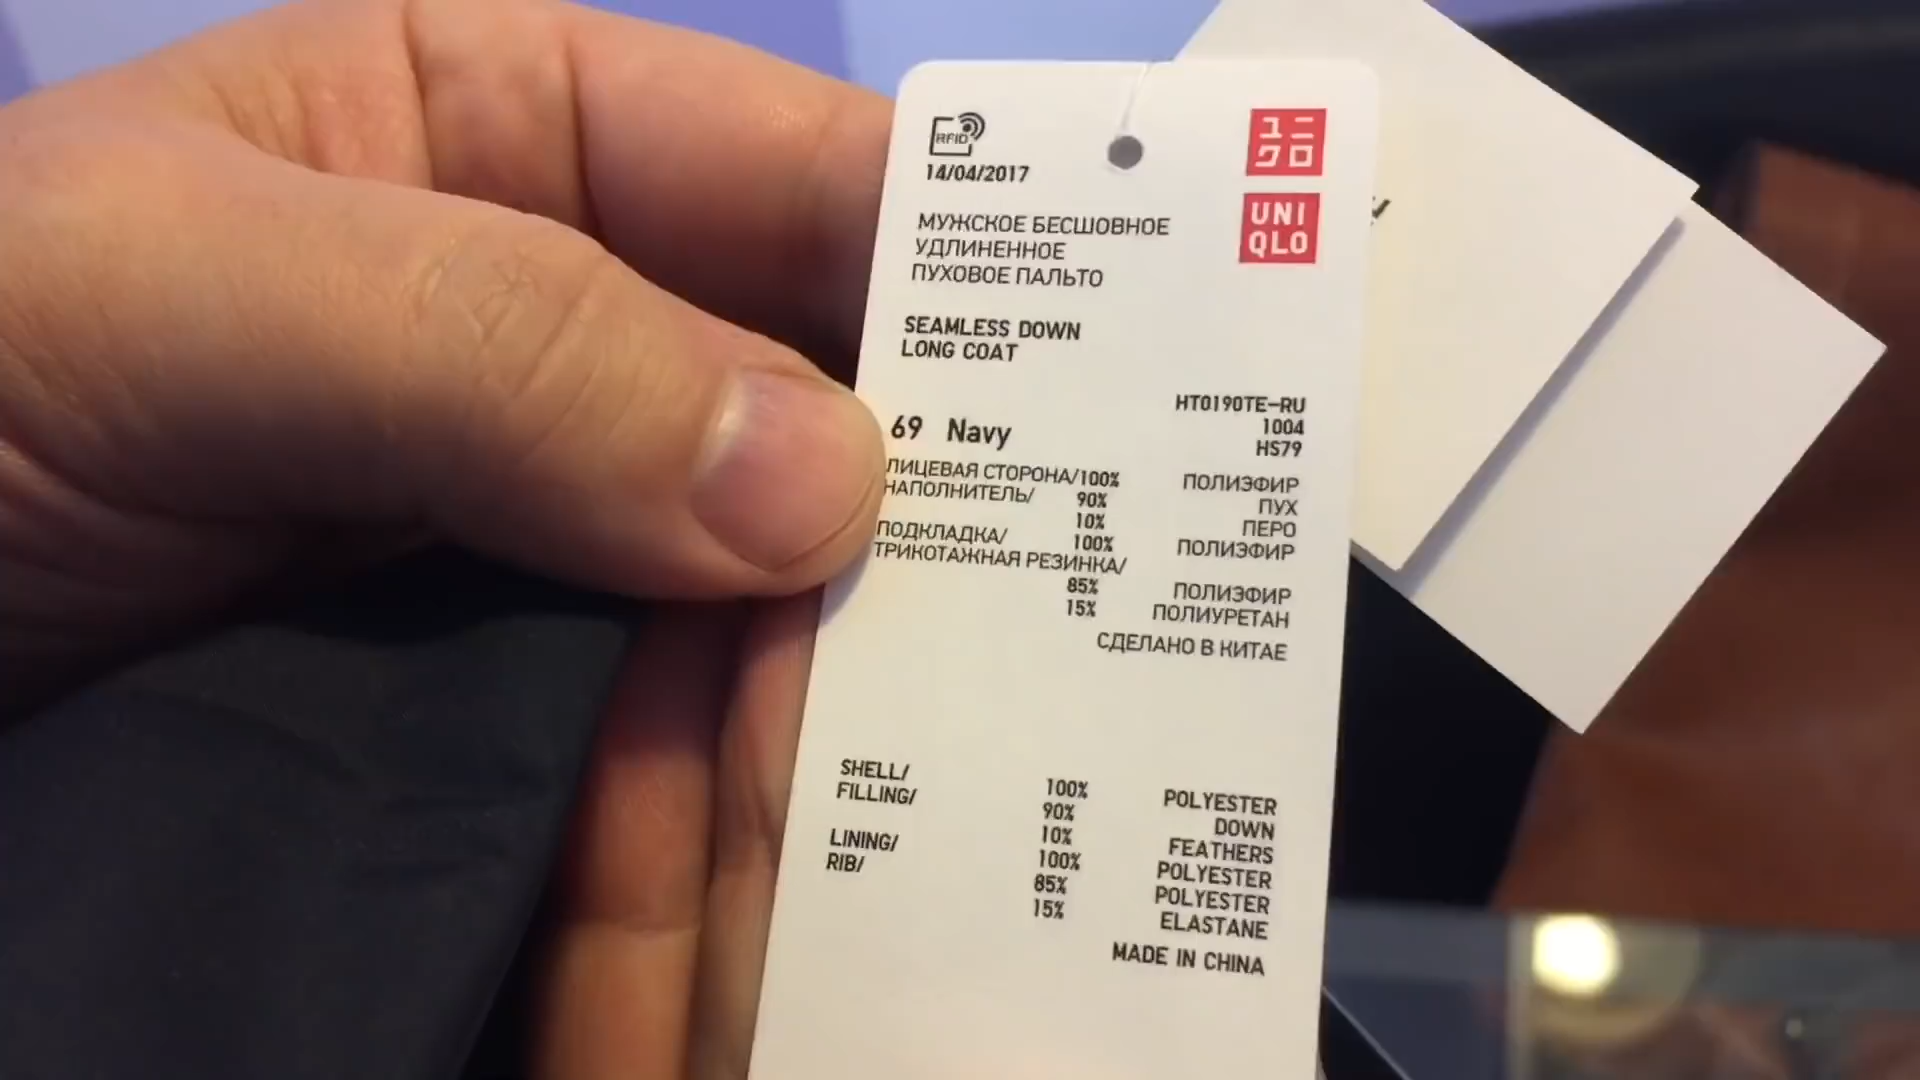 RFID
14/04/2017
ユニ
クロ
UNI
QLO
МУЖСКОЕ БЕСШОВНОЕ
УДЛИНЕННОЕ
ПУХОВОЕ ПАЛЬТО
SEAMLESS DOWN
LONG COAT
HT0190TE-RU
1004
HS79
69 Navy
ЛИЦЕВАЯ СТОРОНА/100% ПОЛИЭФИР
НАПОЛНИТЕЛЬ/ 90% ПУХ
10% ПЕРО
ПОДКЛАДКА/ 100% ПОЛИЭФИР
ТРИКОТАЖНАЯ РЕЗИНКА/
85% ПОЛИЭФИР
15% ПОЛИУРЕТАН
СДЕЛАНО В КИТАЕ
SHELL/ 100% POLYESTER
FILLING/ 90% DOWN
10% FEATHERS
LINING/ 100% POLYESTER
RIB/ 85% POLYESTER
15% ELASTANE
MADE IN CHINA